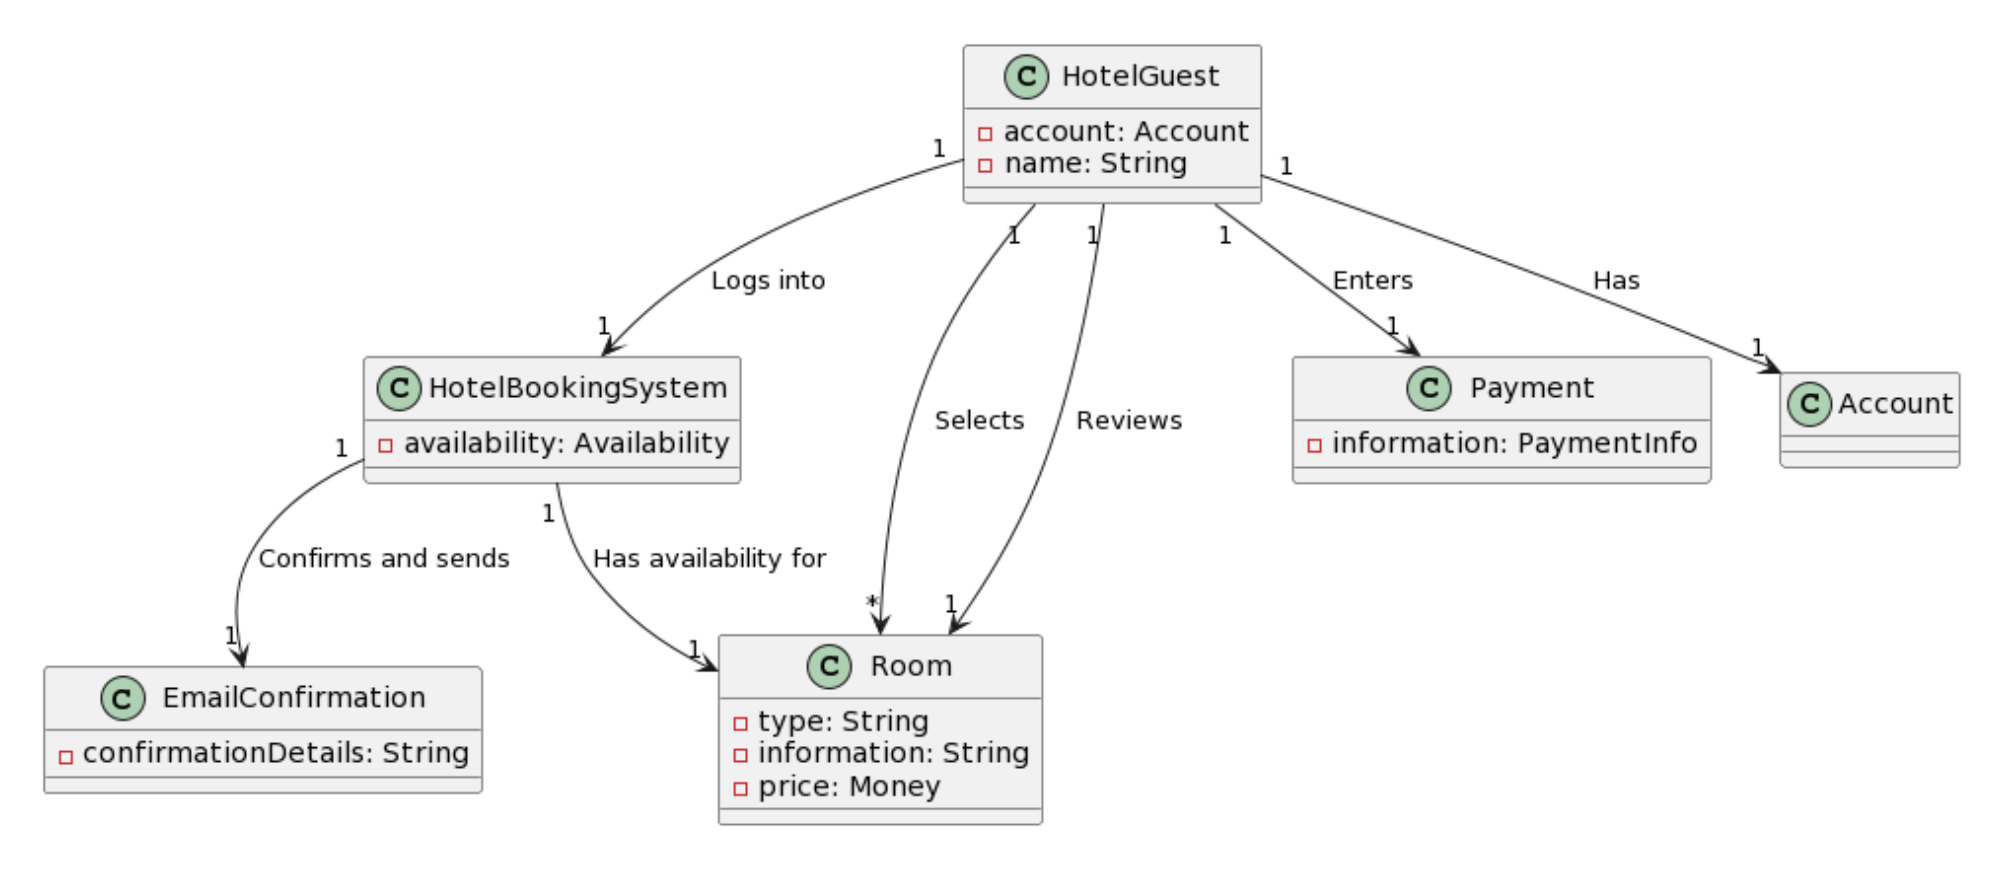 C HotelGuest
account: Account
name: String
1
1
1
1
1
Logs into
Enters
Has
1
1
1
C HotelBookingSystem
availability: Availability
C Payment
information: PaymentInfo
C Account
Selects
Reviews
1
1
Confirms and sends
Has availability for
*
1
1
1
C EmailConfirmation
confirmationDetails: String
C Room
type: String
information: String
price: Money